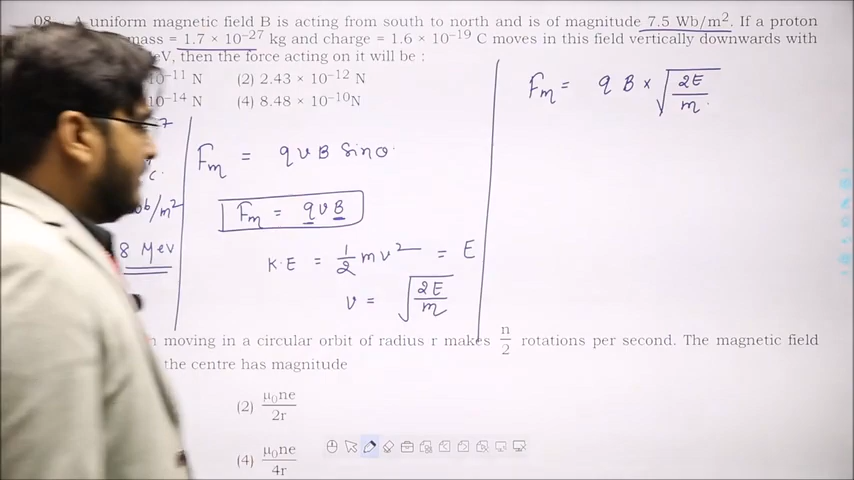 08. A uniform magnetic field B is acting from south to north and is of magnitude 7.5 Wb/m². If a proton
mass = 1.7 × 10⁻²⁷ kg and charge = 1.6 × 10⁻¹⁹ C moves in this field vertically downwards with
eV, then the force acting on it will be :
10⁻¹¹ N (2) 2.43 × 10⁻¹² N
10⁻¹⁴ N (4) 8.48 × 10⁻¹⁰N
7
C.
Wb/m²
8 Mev
Fm = qvB Sinθ
Fm = qvB
K.E = 1/2 mv² = E
v = √(2E/m)
Fm = qB × √(2E/m)
moving in a circular orbit of radius r makes n/2 rotations per second. The magnetic field
the centre has magnitude
(2) μ₀ne/2r
(4) μ₀ne/4r